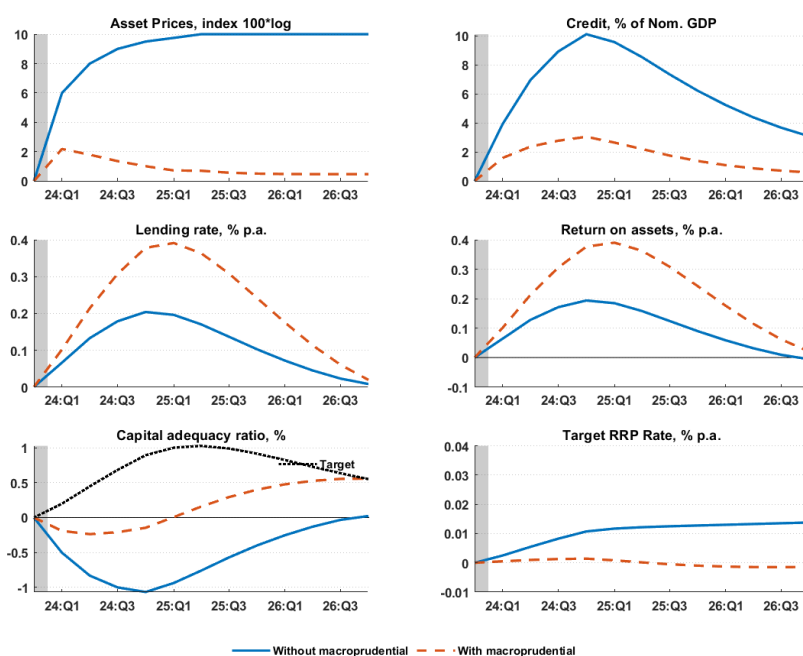 Asset Prices, index 100*log
10
8
6
4
2
0
24:Q1 24:Q3 25:Q1 25:Q3 26:Q1 26:Q3
Credit, % of Nom. GDP
10
8
6
4
2
0
24:Q1 24:Q3 25:Q1 25:Q3 26:Q1 26:Q3
Lending rate, % p.a.
0.4
0.3
0.2
0.1
0
24:Q1 24:Q3 25:Q1 25:Q3 26:Q1 26:Q3
Return on assets, % p.a.
0.4
0.3
0.2
0.1
0
-0.1
24:Q1 24:Q3 25:Q1 25:Q3 26:Q1 26:Q3
Capital adequacy ratio, %
1
0.5
0
-0.5
-1
Target
24:Q1 24:Q3 25:Q1 25:Q3 26:Q1 26:Q3
Target RRP Rate, % p.a.
0.04
0.03
0.02
0.01
0
-0.01
24:Q1 24:Q3 25:Q1 25:Q3 26:Q1 26:Q3
Without macroprudential With macroprudential